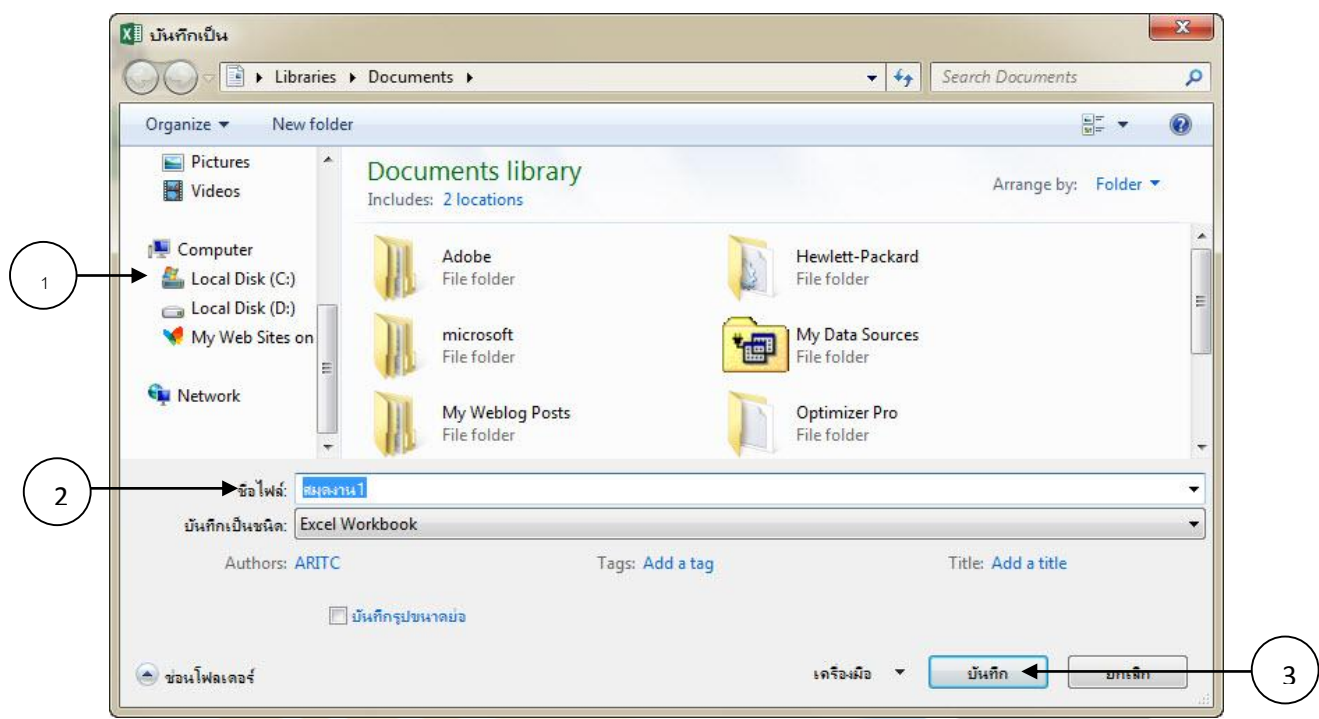 บันทึกเป็น
Libraries Documents
Search Documents
Organize New folder
Pictures
Videos
Computer
Local Disk (C:)
Local Disk (D:)
My Web Sites on
Network
Documents library
Includes: 2 locations
Arrange by: Folder
Adobe
File folder
Hewlett-Packard
File folder
microsoft
File folder
My Data Sources
File folder
My Weblog Posts
File folder
Optimizer Pro
File folder
1
2
ชื่อไฟล์: สมุดงาน1
บันทึกเป็นชนิด: Excel Workbook
Authors: ARITC Tags: Add a tag Title: Add a title
บันทึกรูปขนาดย่อ
ซ่อนโฟลเดอร์ เครื่องมือ บันทึก ยกเลิก
3